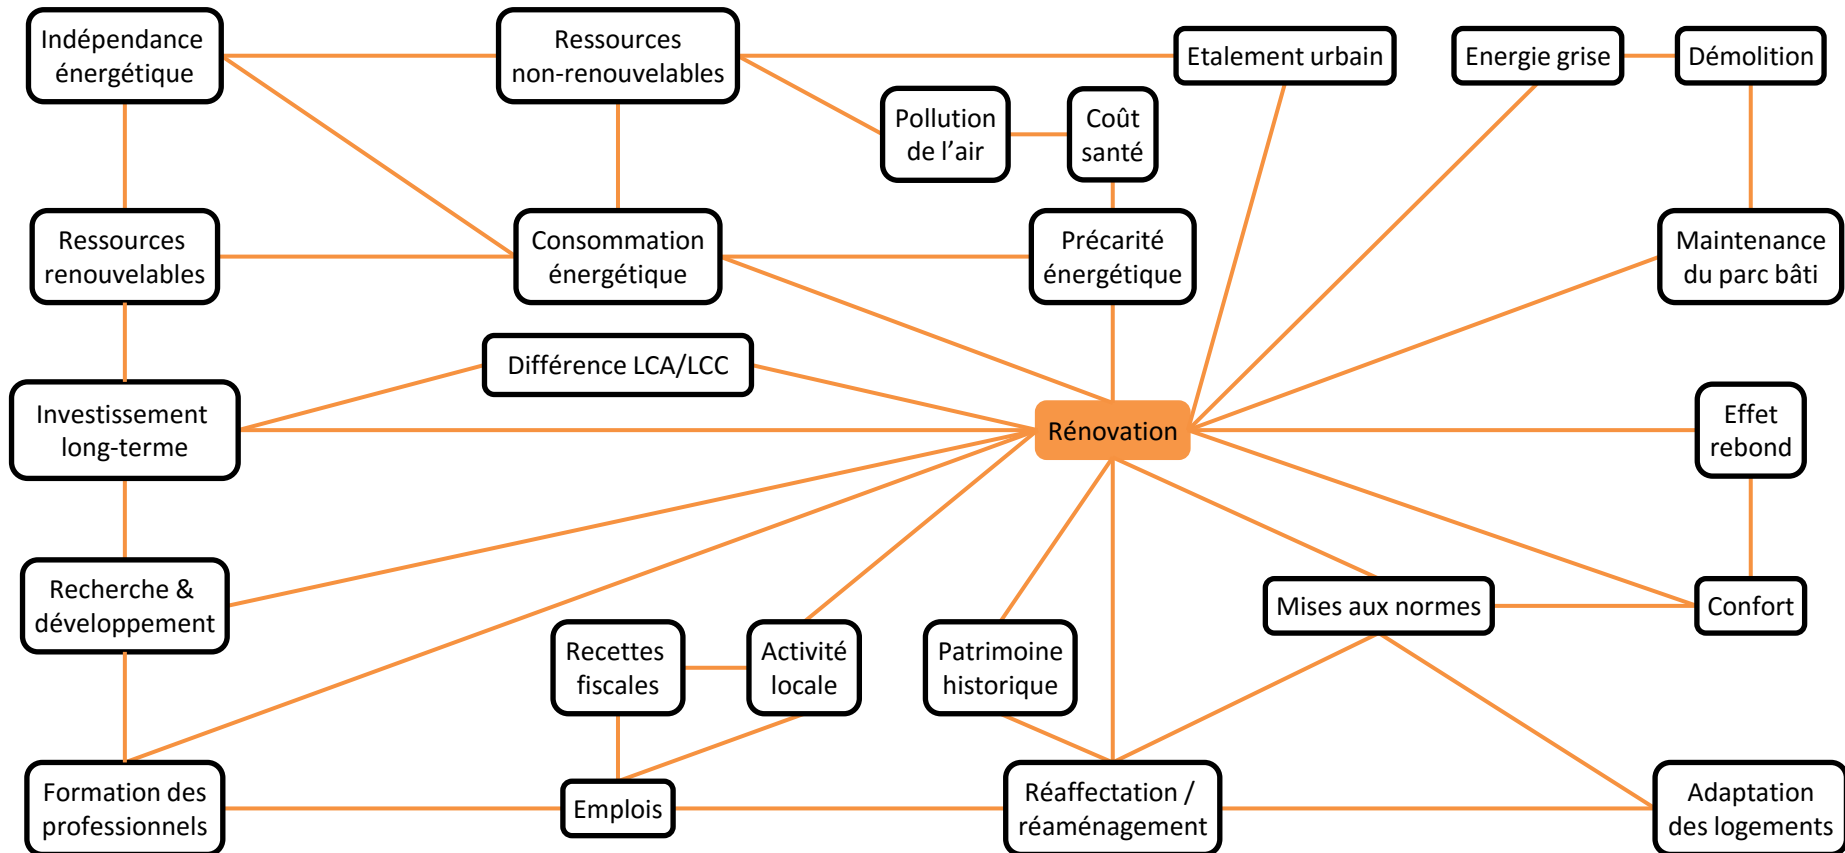 Indépendance
énergétique
Ressources
non-renouvelables
Etalement urbain
Energie grise
Démolition
Pollution
de l'air
Coût
santé
Ressources
renouvelables
Consommation
énergétique
Précarité
énergétique
Maintenance
du parc bâti
Différence LCA/LCC
Investissement
long-terme
Rénovation
Effet
rebond
Recherche &
développement
Mises aux normes
Confort
Recettes
fiscales
Activité
locale
Patrimoine
historique
Formation des
professionnels
Emplois
Réaffectation /
réaménagement
Adaptation
des logements